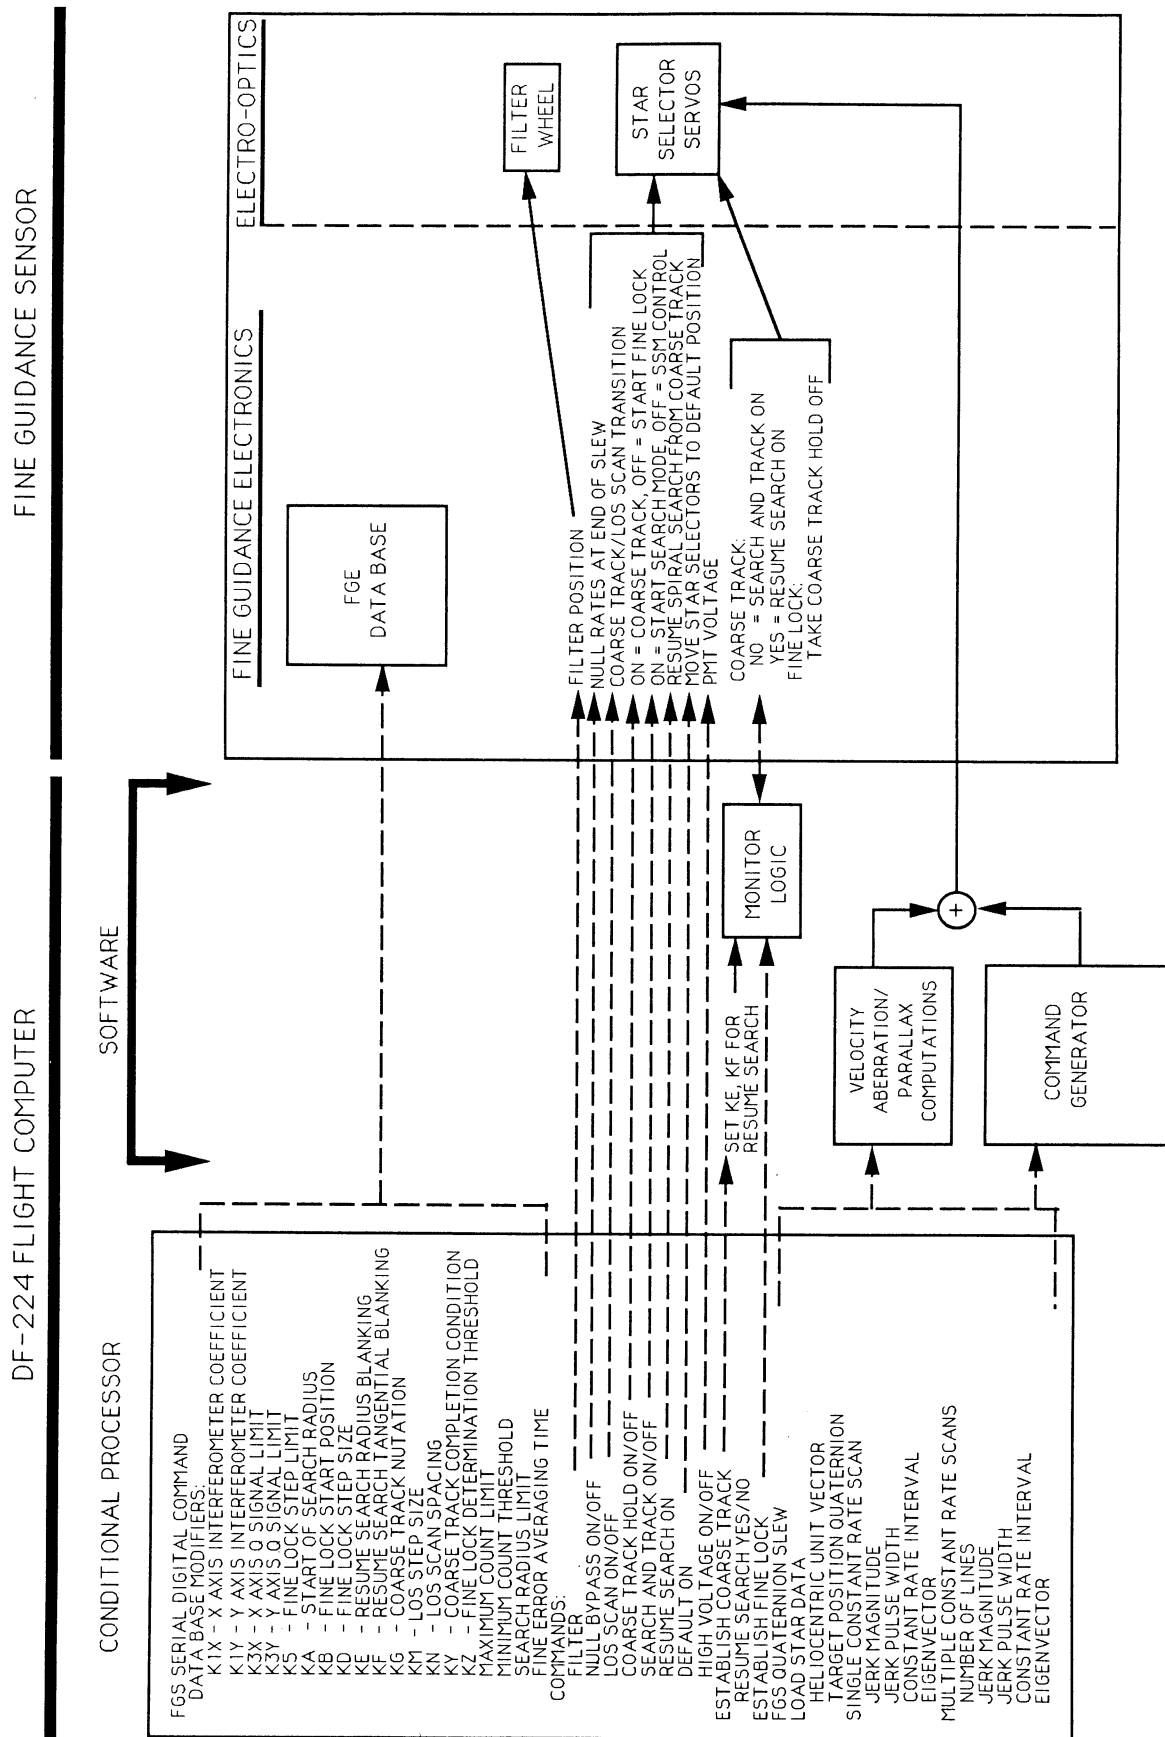 DF-224 FLIGHT COMPUTER
FINE GUIDANCE SENSOR
SOFTWARE
CONDITIONAL PROCESSOR
FGS SERIAL DIGITAL COMMAND
DATA BASE MODIFIERS:
K1X - X AXIS INTERFEROMETER COEFFICIENT
K1Y - Y AXIS INTERFEROMETER COEFFICIENT
K3X - X AXIS Q SIGNAL LIMIT
K3Y - Y AXIS Q SIGNAL LIMIT
K5 - FINE LOCK STEP LIMIT
KA - START OF SEARCH RADIUS
KB - FINE LOCK START POSITION
KD - FINE LOCK STEP SIZE
KE - RESUME SEARCH RADIUS BLANKING
KF - RESUME SEARCH TANGENTIAL BLANKING
KG - COARSE TRACK NUTATION
KM - LOS STEP SIZE
KN - LOS SCAN SPACING
KY - COARSE TRACK COMPLETION CONDITION
KZ - FINE LOCK DETERMINATION THRESHOLD
MAXIMUM COUNT LIMIT
MINIMUM COUNT THRESHOLD
SEARCH RADIUS LIMIT
FINE ERROR AVERAGING TIME
COMMANDS:
FILTER
NULL BYPASS ON/OFF
LOS SCAN ON/OFF
COARSE TRACK HOLD ON/OFF
SEARCH AND TRACK ON/OFF
RESUME SEARCH ON
DEFAULT ON
HIGH VOLTAGE ON/OFF
ESTABLISH COARSE TRACK
RESUME SEARCH YES/NO
ESTABLISH FINE LOCK
FGS QUATERNION SLEW
LOAD STAR DATA
HELIOCENTRIC UNIT VECTOR
TARGET POSITION QUATERNION
SINGLE CONSTANT RATE SCAN
JERK MAGNITUDE
JERK PULSE WIDTH
CONSTANT RATE INTERVAL
EIGENVECTOR
MULTIPLE CONSTANT RATE SCANS
NUMBER OF LINES
JERK MAGNITUDE
JERK PULSE WIDTH
CONSTANT RATE INTERVAL
EIGENVECTOR
SET KE, KF FOR
RESUME SEARCH
MONITOR
LOGIC
VELOCITY
ABERRATION/
PARALLAX
COMPUTATIONS
COMMAND
GENERATOR
+
FINE GUIDANCE ELECTRONICS
FGE
DATA BASE
FILTER POSITION
NULL RATES AT END OF SLEW
COARSE TRACK/LOS SCAN TRANSITION
ON = COARSE TRACK, OFF = START FINE LOCK
ON = START SEARCH MODE, OFF = SSM CONTROL
RESUME SPIRAL SEARCH FROM COARSE TRACK
MOVE STAR SELECTORS TO DEFAULT POSITION
PMT VOLTAGE
COARSE TRACK:
NO = SEARCH AND TRACK ON
YES = RESUME SEARCH ON
FINE LOCK:
TAKE COARSE TRACK HOLD OFF
ELECTRO-OPTICS
FILTER
WHEEL
STAR
SELECTOR
SERVOS